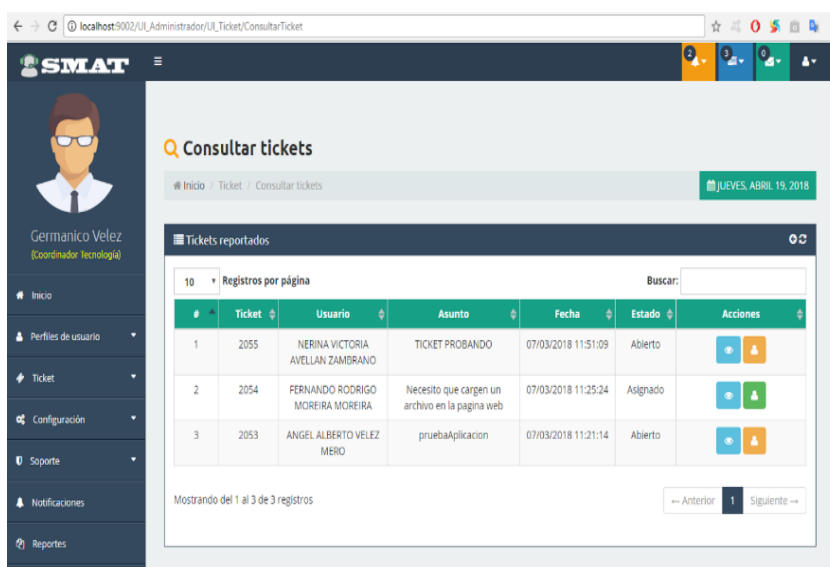 localhost:9002/UI_Administrador/UI_Ticket/ConsultarTicket
SMAT
2
3
0
Consultar tickets
Inicio / Ticket / Consultar tickets
JUEVES, ABRIL 19, 2018
Germanico Velez
(Coordinador Tecnología)
Inicio
Perfiles de usuario
Ticket
Configuración
Soporte
Notificaciones
Reportes
Tickets reportados
10 Registros por página
Buscar:
# Ticket Usuario Asunto Fecha Estado Acciones
1 2055 NERINA VICTORIA AVELLAN ZAMBRANO TICKET PROBANDO 07/03/2018 11:51:09 Abierto
2 2054 FERNANDO RODRIGO MOREIRA MOREIRA Necesito que cargen un archivo en la pagina web 07/03/2018 11:25:24 Asignado
3 2053 ANGEL ALBERTO VELEZ MERO pruebaAplicacion 07/03/2018 11:21:14 Abierto
Mostrando del 1 al 3 de 3 registros
← Anterior 1 Siguiente →